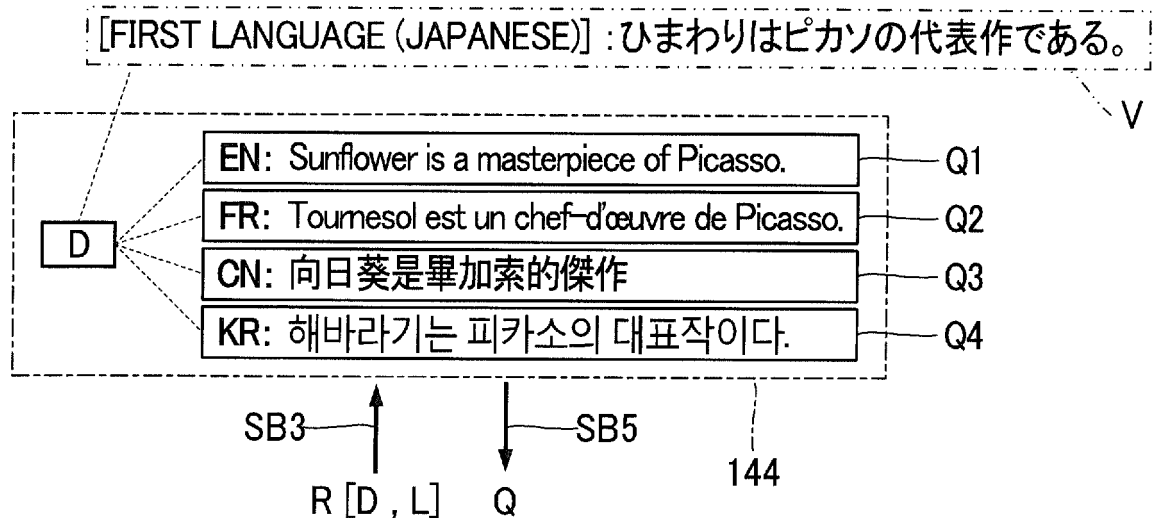 [FIRST LANGUAGE (JAPANESE)] : ひまわりはピカソの代表作である。
V
EN: Sunflower is a masterpiece of Picasso.
Q1
FR: Tournesol est un chef-d'œuvre de Picasso.
Q2
D
CN: 向日葵是畢加索的傑作
Q3
KR: 해바라기는 피카소의 대표작이다.
Q4
SB3
SB5
144
R [D , L]
Q